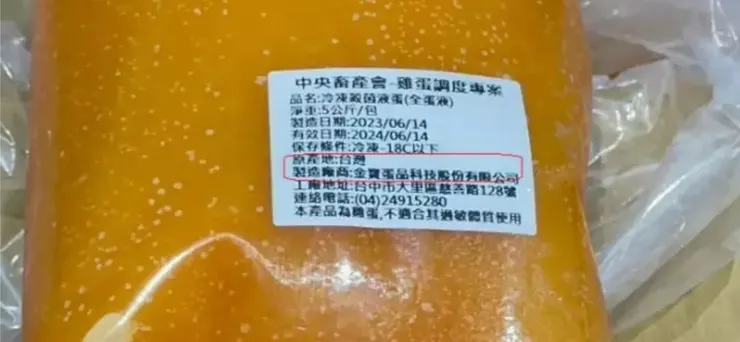 中央畜產會-雞蛋調度專案
品名:冷凍殺菌液蛋(全蛋液)
淨重:5公斤/包
製造日期:2023/06/14
有效日期:2024/06/14
保存條件:冷凍-18C以下
原產地:台灣
製造廠商:金寶蛋品科技股份有限公司
工廠地址:台中市大里區慈善路128號
連絡電話:(04)24915280
本產品為雞蛋,不適合其過敏體質使用